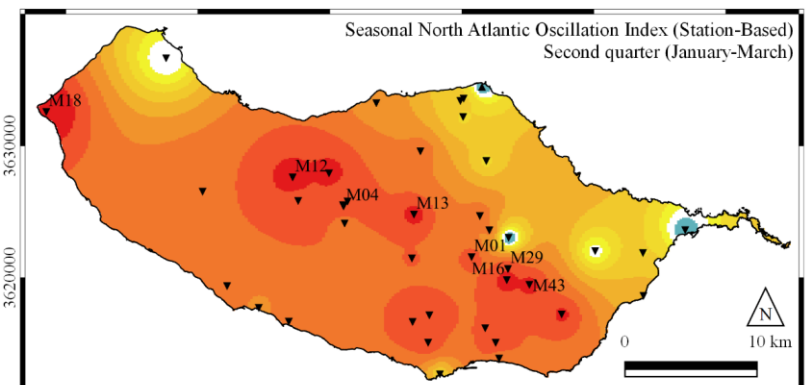 Seasonal North Atlantic Oscillation Index (Station-Based)
Second quarter (January-March)
M18
3630000
M12
M04
M13
M01
M29
M16
M43
3620000
N
0 10 km